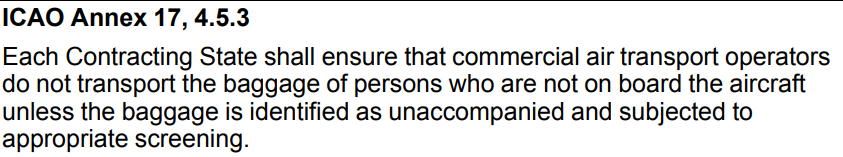 ICAO Annex 17, 4.5.3
Each Contracting State shall ensure that commercial air transport operators
do not transport the baggage of persons who are not on board the aircraft
unless the baggage is identified as unaccompanied and subjected to
appropriate screening.